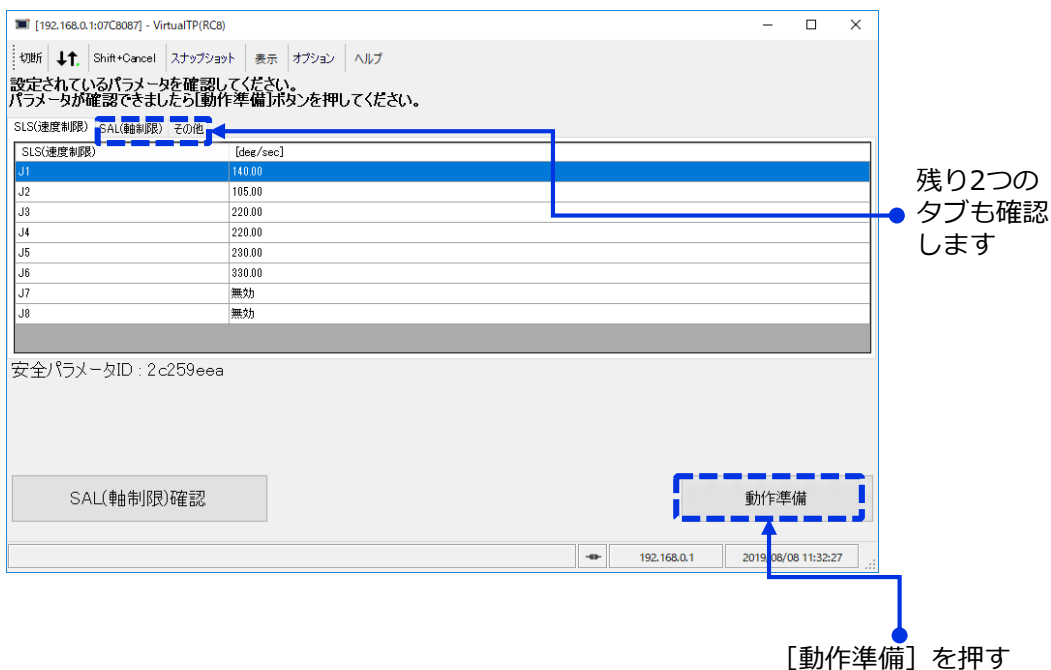 [192.168.0.1:07C8087] - VirtualTP(RC8)
切断 Shift+Cancel スナップショット 表示 オプション ヘルプ
設定されているパラメータを確認してください。
パラメータが確認できましたら[動作準備]ボタンを押してください。
SLS(速度制限) SAL(軸制限) その他
SLS(速度制限) [deg/sec]
J1 140.00
J2 105.00
J3 220.00
J4 220.00
J5 230.00
J6 330.00
J7 無効
J8 無効
残り2つの
タブも確認
します
安全パラメータID : 2c259eea
SAL(軸制限)確認 動作準備
192.168.0.1 2019/08/08 11:32:27
［動作準備］を押す